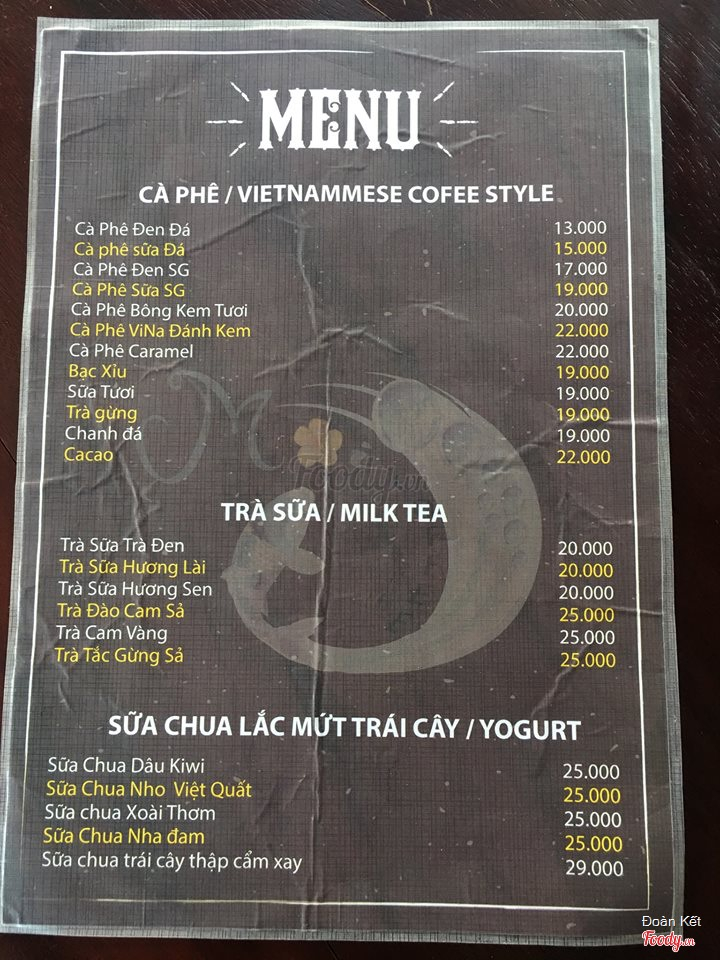 MENU
CÀ PHÊ / VIETNAMMESE COFEE STYLE
Cà Phê Đen Đá 13.000
Cà phê sữa Đá 15.000
Cà Phê Đen SG 17.000
Cà Phê Sữa SG 19.000
Cà Phê Bông Kem Tươi 20.000
Cà Phê ViNa Đánh Kem 22.000
Cà Phê Caramel 22.000
Bạc Xỉu 19.000
Sữa Tươi 19.000
Trà gừng 19.000
Chanh đá 19.000
Cacao 22.000
Foody.vn
TRÀ SỮA / MILK TEA
Trà Sữa Trà Đen 20.000
Trà Sữa Hương Lài 20.000
Trà Sữa Hương Sen 20.000
Trà Đào Cam Sả 25.000
Trà Cam Vàng 25.000
Trà Tắc Gừng Sả 25.000
SỮA CHUA LẮC MỨT TRÁI CÂY / YOGURT
Sữa Chua Dâu Kiwi 25.000
Sữa Chua Nho Việt Quất 25.000
Sữa chua Xoài Thơm 25.000
Sữa Chua Nha đam 25.000
Sữa chua trái cây thập cẩm xay 29.000
Đoàn Kết
Foody.vn